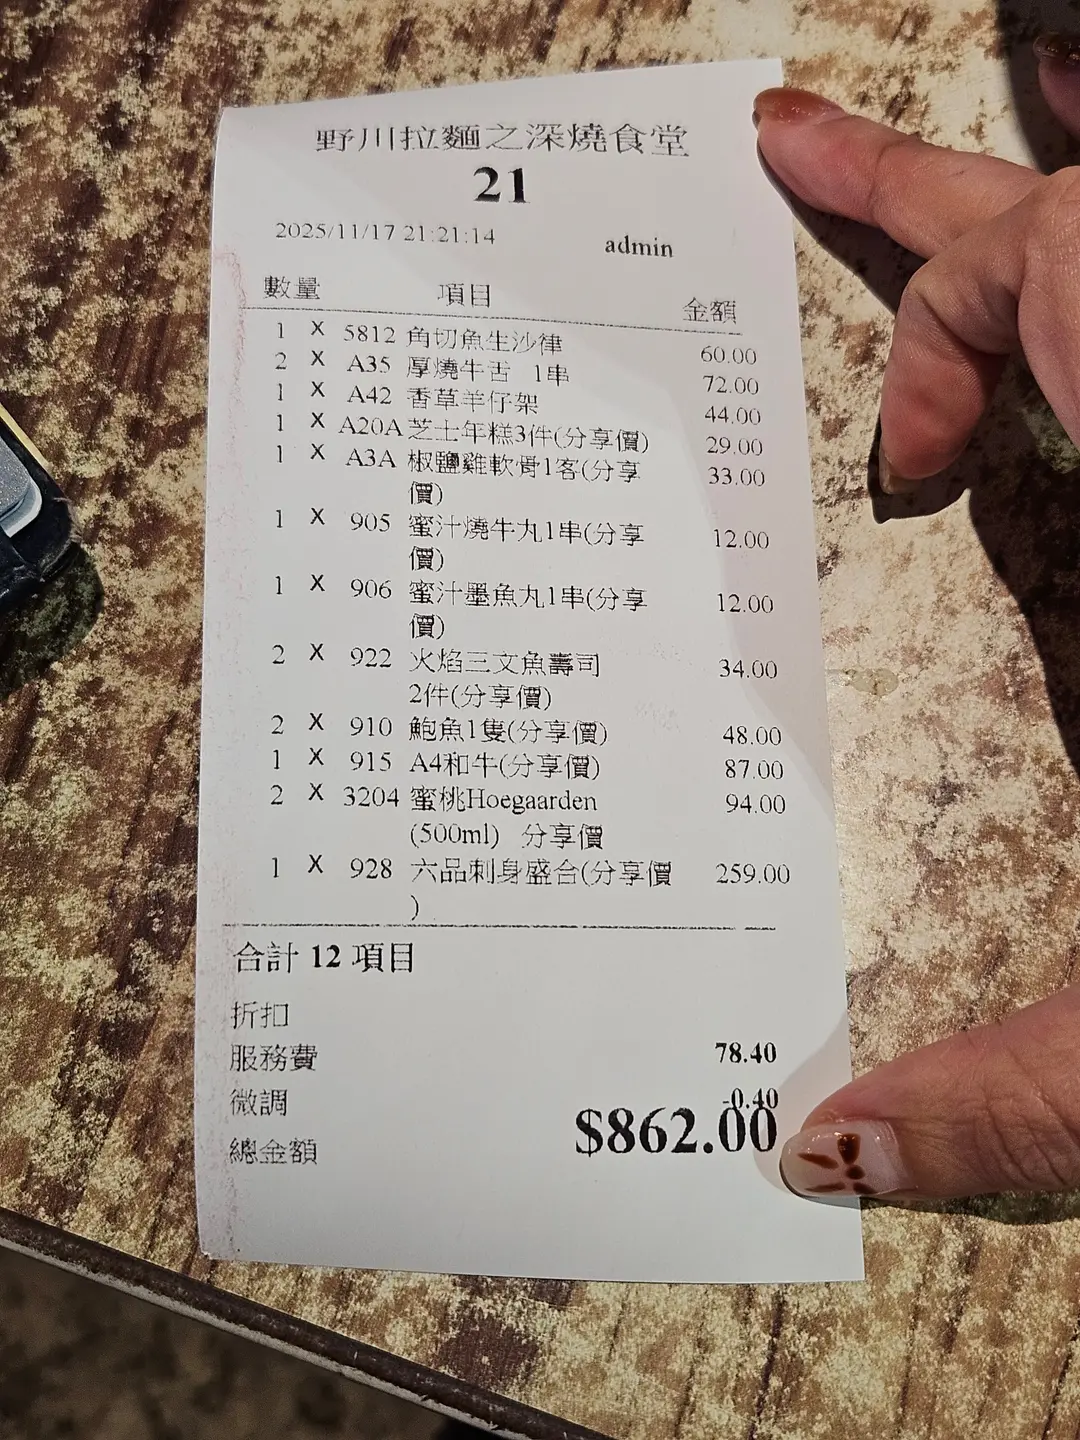 野川拉麵之深燒食堂
21
2025/11/17 21:21:14 admin
數量 項目 金額
1 X 5812 角切魚生沙律 60.00
2 X A35 厚燒牛舌 1串 72.00
1 X A42 香草羊仔架 44.00
1 X A20A芝士年糕3件(分享價) 29.00
1 X A3A 椒鹽雞軟骨1客(分享 33.00
價)
1 X 905 蜜汁燒牛丸1串(分享 12.00
價)
1 X 906 蜜汁墨魚丸1串(分享 12.00
價)
2 X 922 火焰三文魚壽司 34.00
2件(分享價)
2 X 910 鮑魚1隻(分享價) 48.00
1 X 915 A4和牛(分享價) 87.00
2 X 3204 蜜桃Hoegaarden 94.00
(500ml) 分享價
1 X 928 六品刺身盛合(分享價 259.00
)
合計 12 項目
折扣
服務費 78.40
微調 -0.40
總金額 $862.00